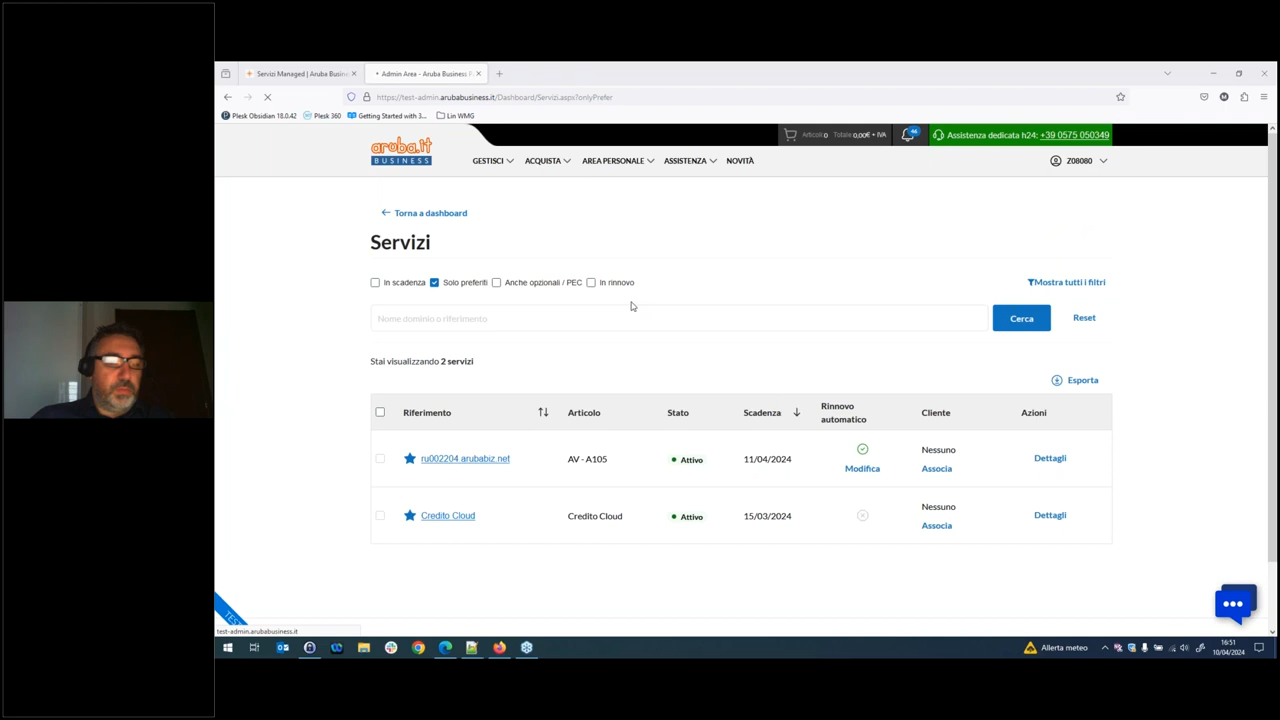 Servizi Managed | Aruba Busin
Admin Area - Aruba Business P
https://test-admin.arubabusiness.it/Dashboard/Servizi.aspx?onlyPrefer
Plesk Obsidian 18.0.42
Plesk 360
Getting Started with 3...
Lin WMG
aruba.it
BUSINESS
Articoli 0 Totale 0,00€ + IVA
46
Assistenza dedicata h24: +39 0575 050349
GESTISCI
ACQUISTA
AREA PERSONALE
ASSISTENZA
NOVITÀ
Z08080
Torna a dashboard
Servizi
In scadenza
Solo preferiti
Anche opzionali / PEC
In rinnovo
Mostra tutti i filtri
Nome dominio o riferimento
Cerca
Reset
Stai visualizzando 2 servizi
Esporta
Riferimento
Articolo
Stato
Scadenza
Rinnovo
automatico
Cliente
Azioni
ru002204.arubabiz.net
AV - A105
Attivo
11/04/2024
Modifica
Nessuno
Associa
Dettagli
Credito Cloud
Credito Cloud
Attivo
15/03/2024
Nessuno
Associa
Dettagli
TES
test-admin.arubabusiness.it
Allerta meteo
16:51
10/04/2024